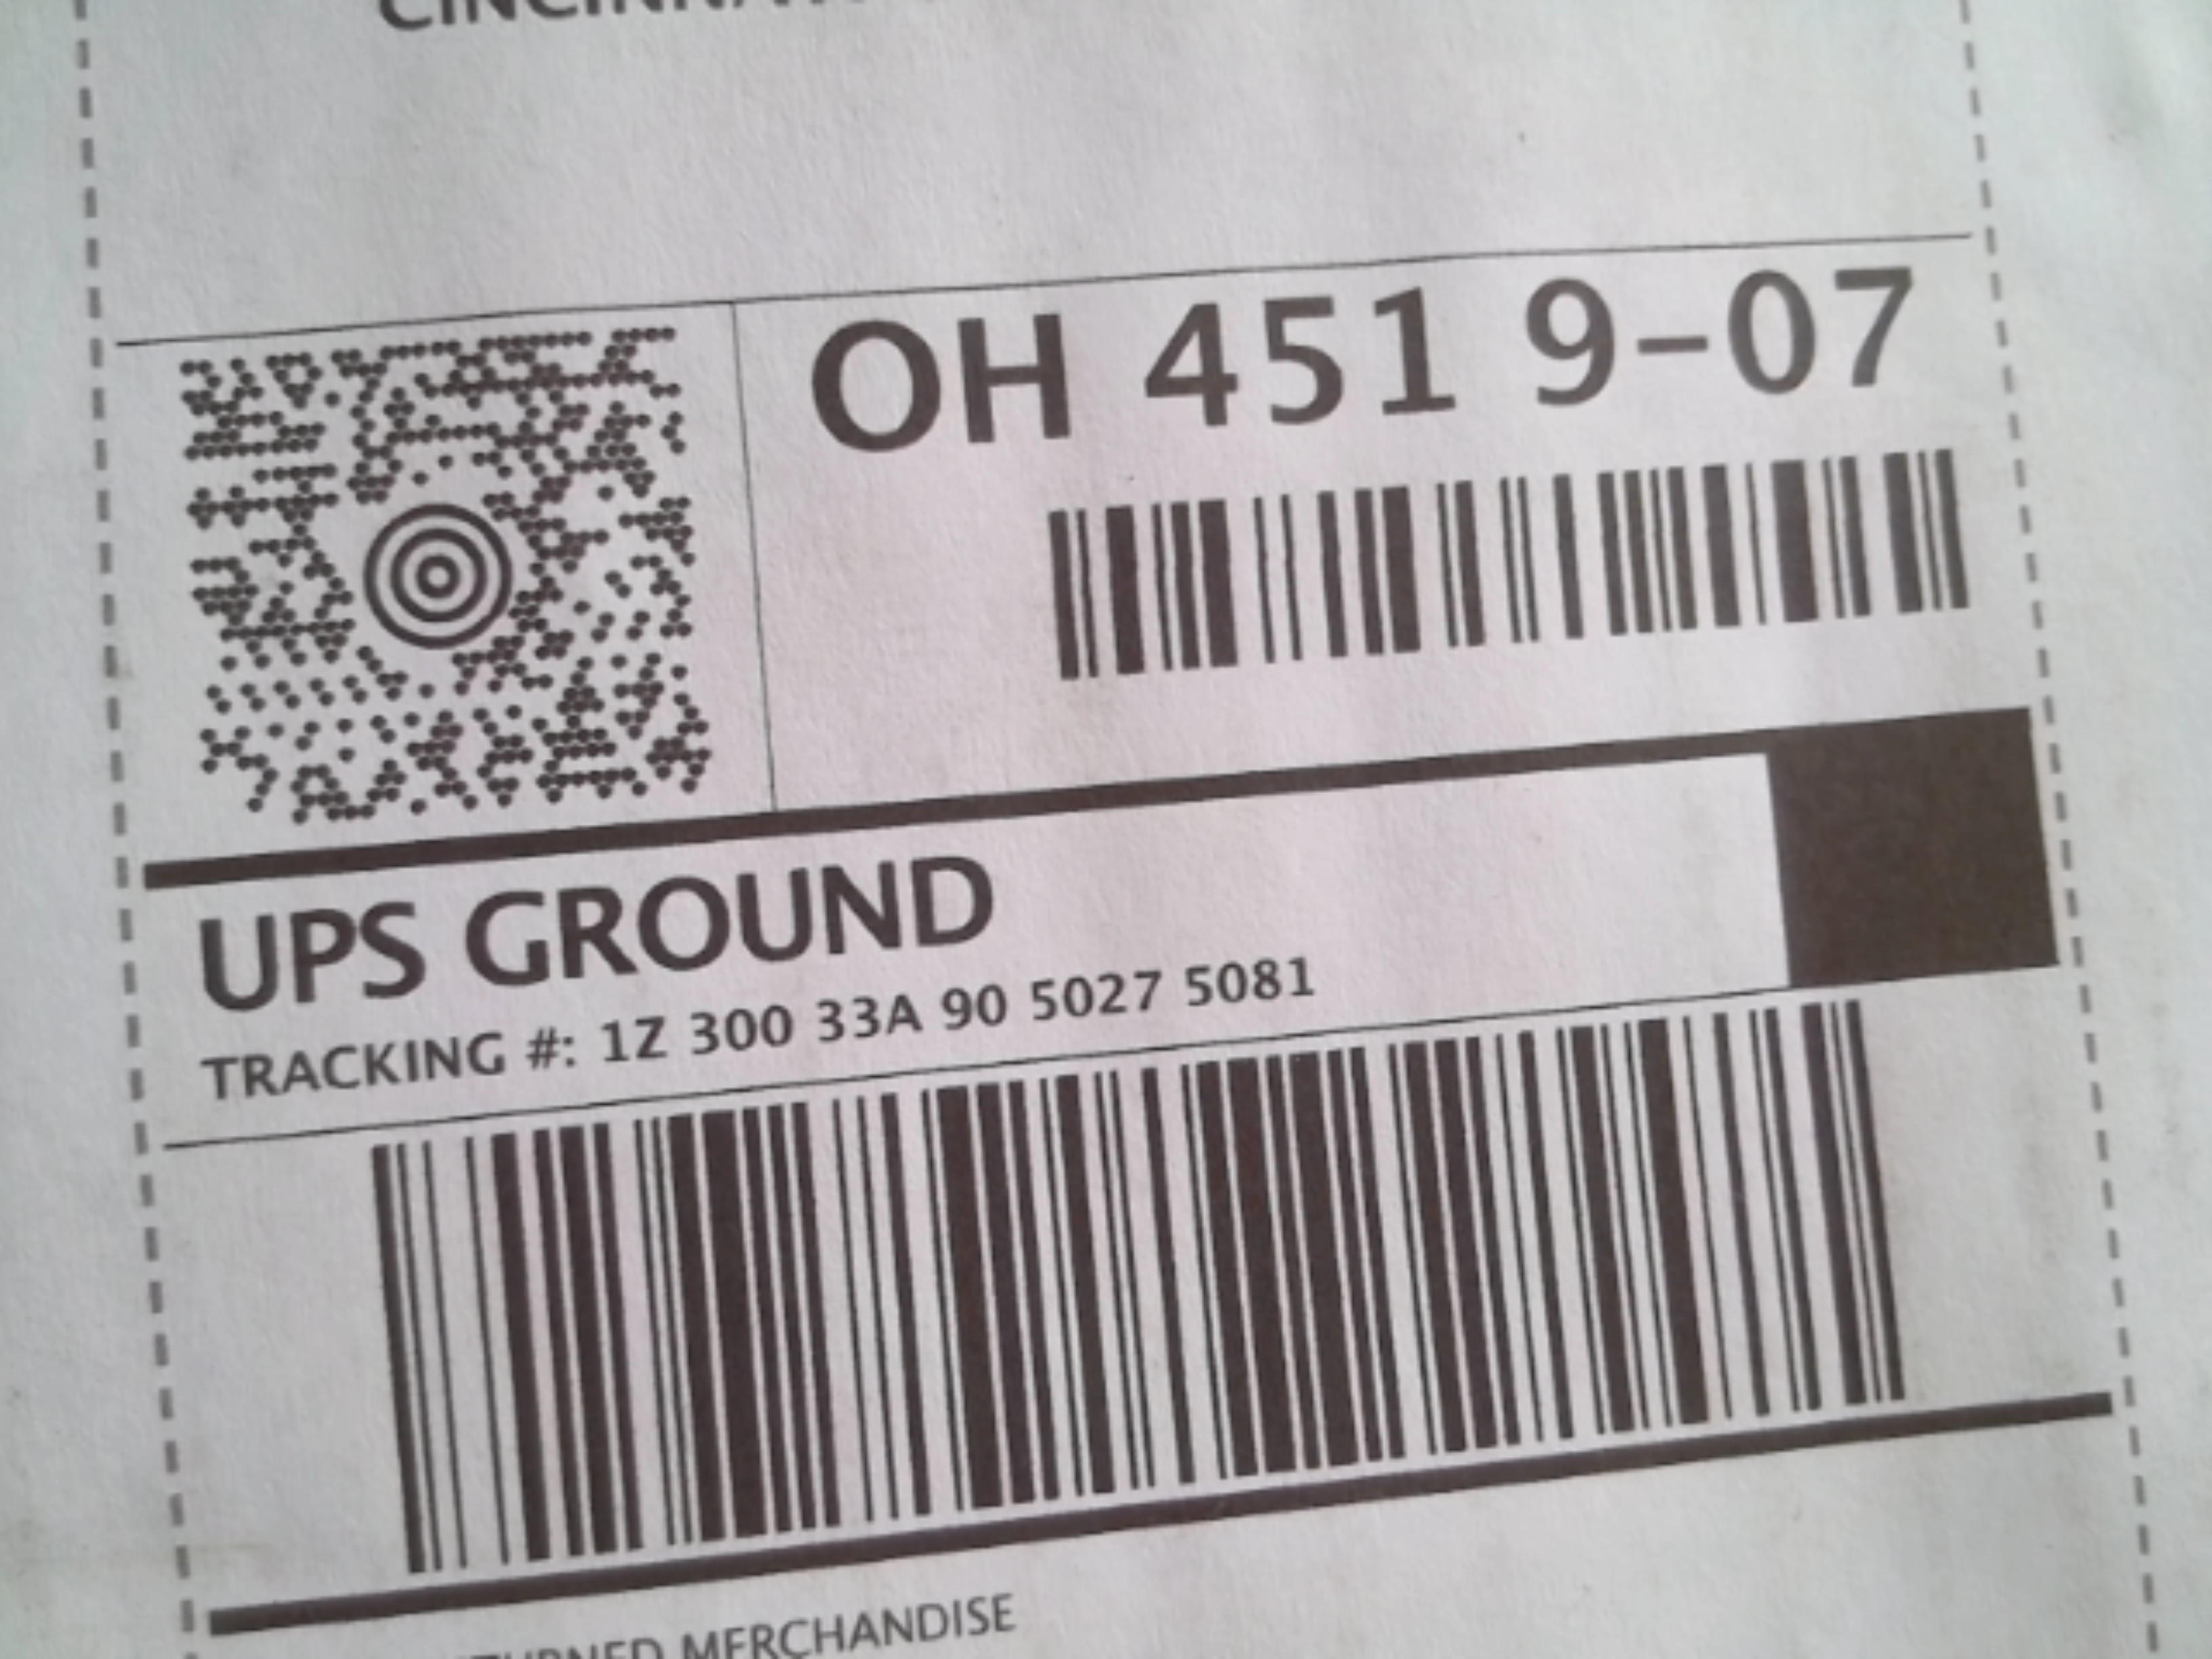 OH 451 9-07
UPS GROUND
TRACKING #: 1Z 300 33A 90 5027 5081
MERCHANDISE